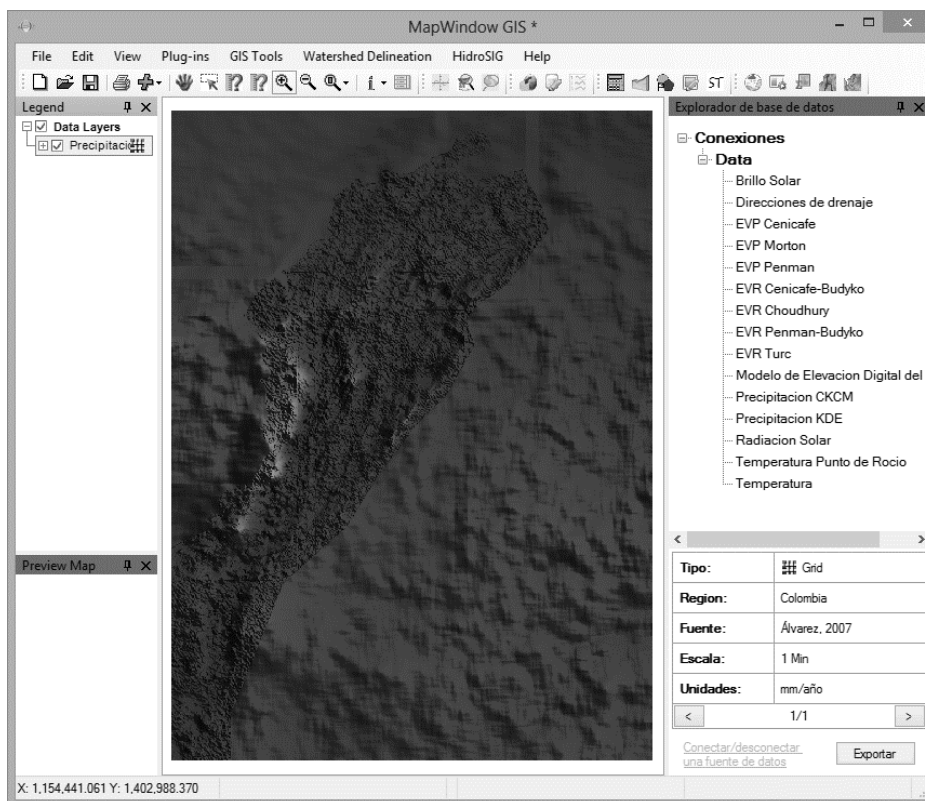 MapWindow GIS *
File Edit View Plug-ins GIS Tools Watershed Delineation HidroSIG Help
ST
Legend
Data Layers
Precipitació
Preview Map
Explorador de base de datos
Conexiones
Data
Brillo Solar
Direcciones de drenaje
EVP Cenicafe
EVP Morton
EVP Penman
EVR Cenicafe-Budyko
EVR Choudhury
EVR Penman-Budyko
EVR Turc
Modelo de Elevacion Digital del
Precipitacion CKCM
Precipitacion KDE
Radiacion Solar
Temperatura Punto de Rocio
Temperatura
Tipo: Grid
Region: Colombia
Fuente: Álvarez, 2007
Escala: 1 Min
Unidades: mm/año
< 1/1 >
Conectar/desconectar
una fuente de datos
Exportar
X: 1,154,441.061 Y: 1,402,988.370